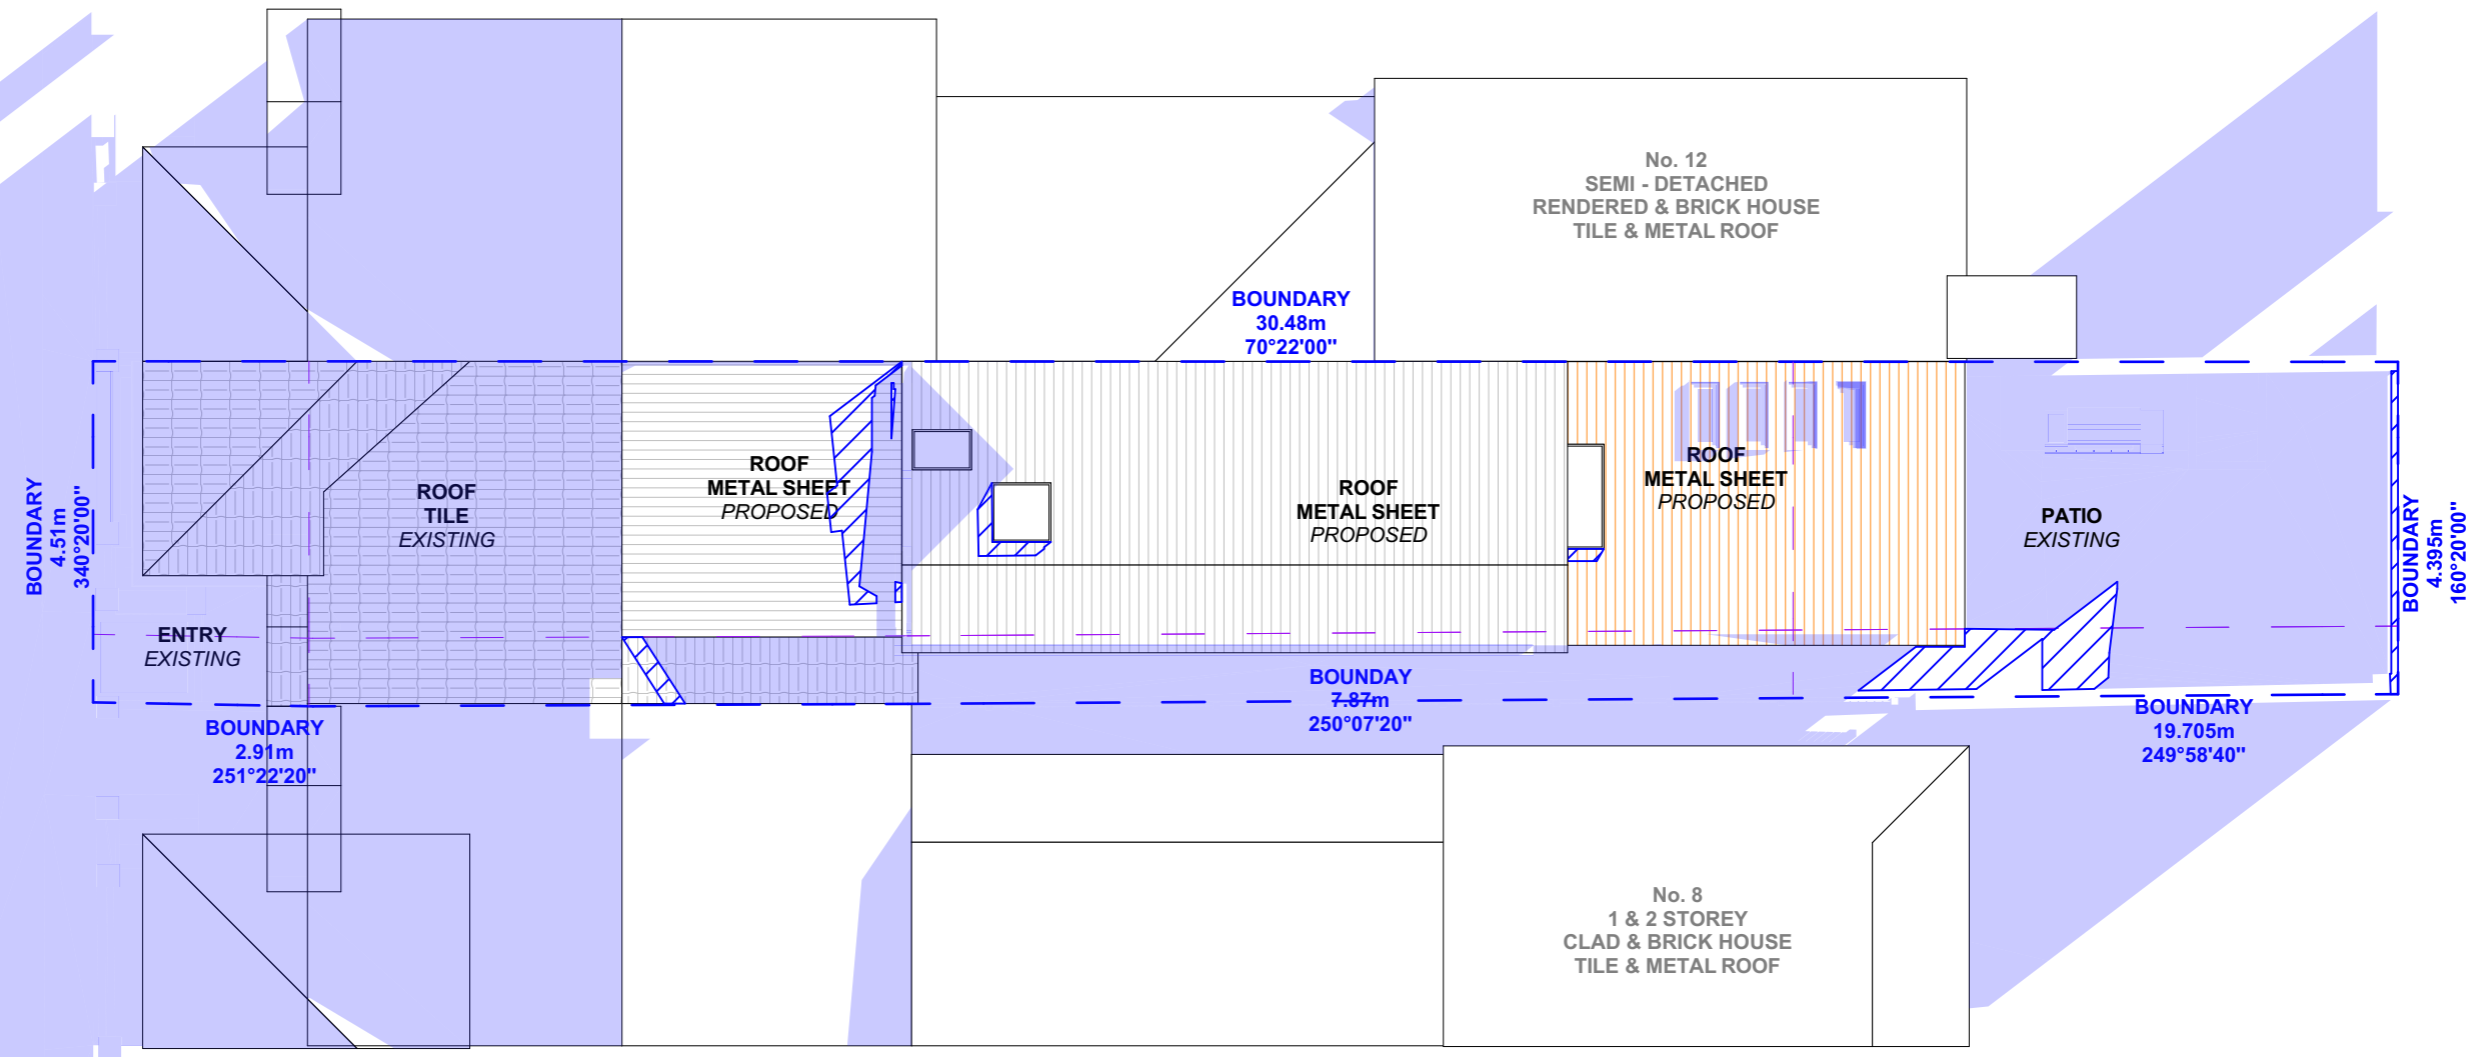 No. 12
SEMI - DETACHED
RENDERED & BRICK HOUSE
TILE & METAL ROOF
BOUNDARY
30.48m
70°22'00"
BOUNDARY
4.51m
340°20'00"
ROOF
TILE
EXISTING
ROOF
METAL SHEET
PROPOSED
ROOF
METAL SHEET
PROPOSED
ROOF
METAL SHEET
PROPOSED
PATIO
EXISTING
BOUNDARY
4.395m
160°20'00"
ENTRY
EXISTING
BOUNDARY
2.91m
251°22'20"
BOUNDAY
7.87m
250°07'20"
BOUNDARY
19.705m
249°58'40"
No. 8
1 & 2 STOREY
CLAD & BRICK HOUSE
TILE & METAL ROOF